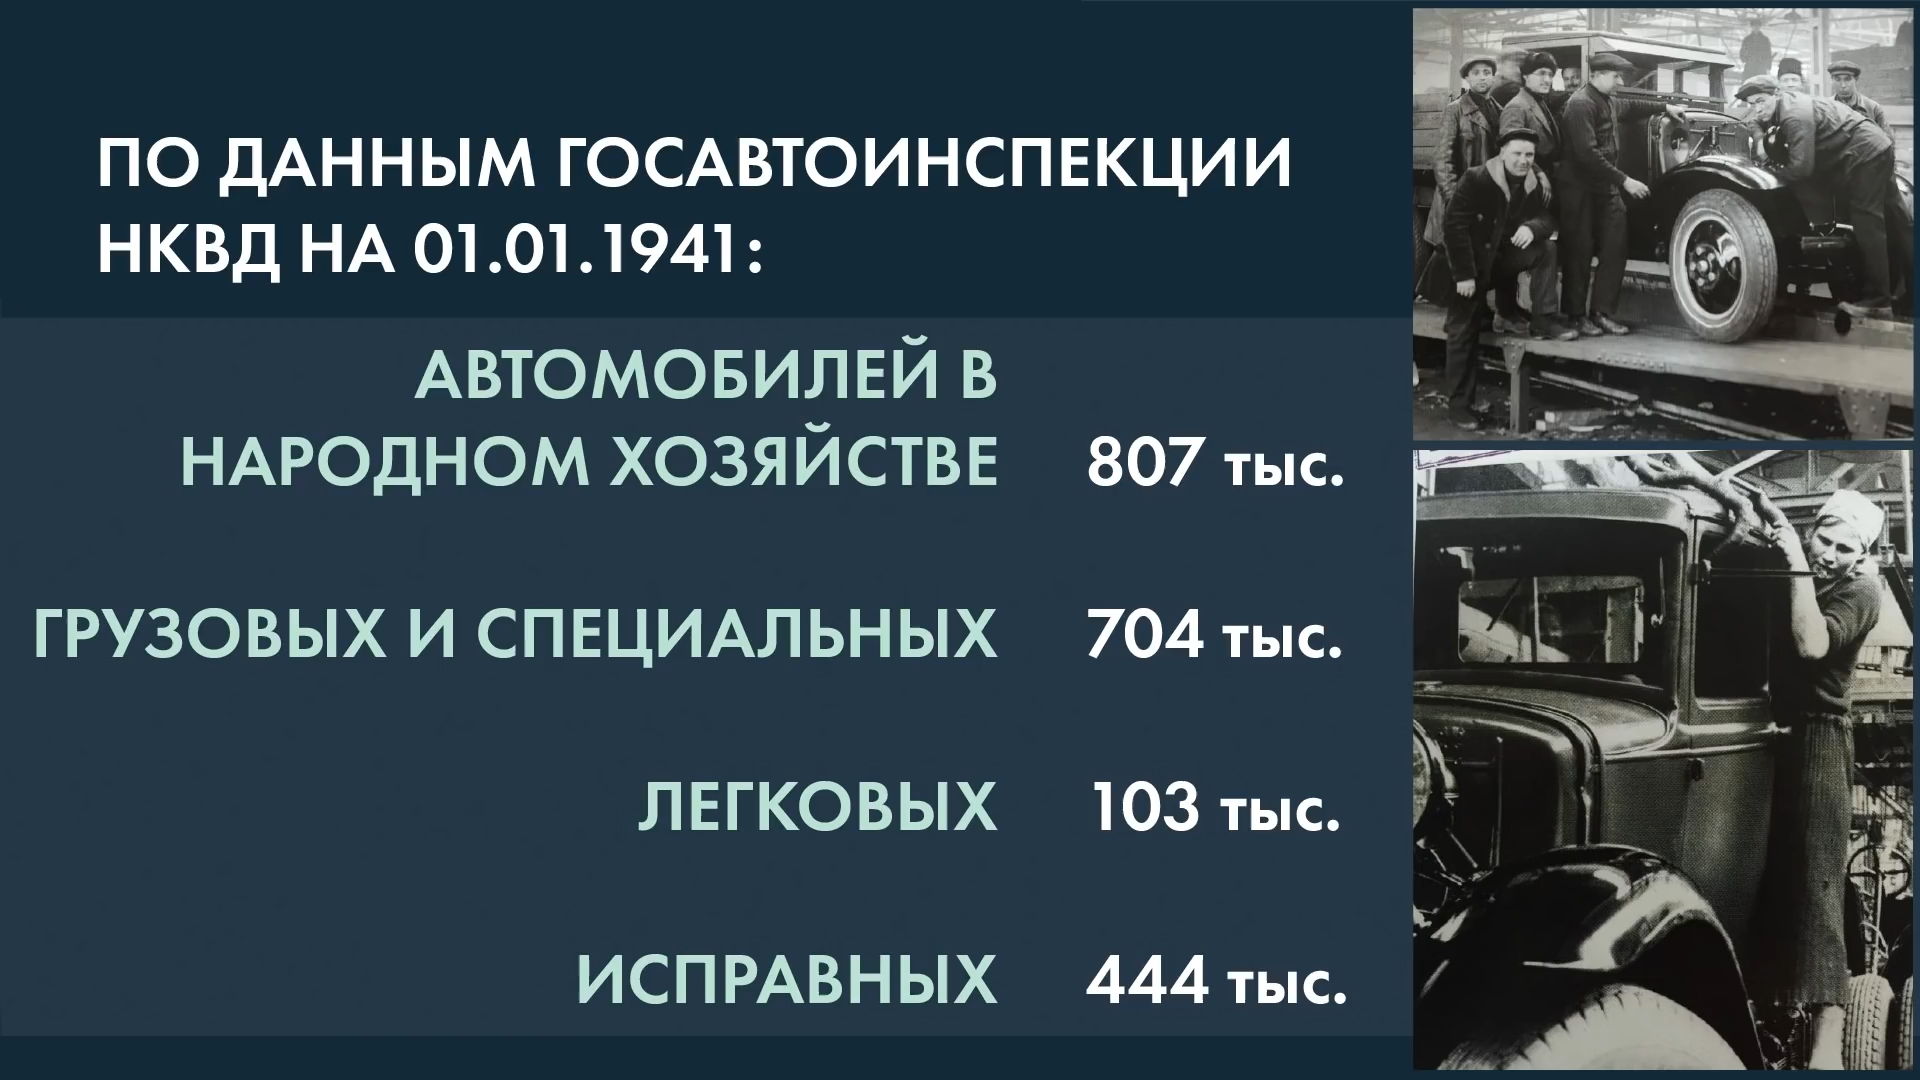 ПО ДАННЫМ ГОСАВТОИНСПЕКЦИИ
НКВД НА 01.01.1941:
АВТОМОБИЛЕЙ В
НАРОДНОМ ХОЗЯЙСТВЕ 807 тыс.
ГРУЗОВЫХ И СПЕЦИАЛЬНЫХ 704 тыс.
ЛЕГКОВЫХ 103 тыс.
ИСПРАВНЫХ 444 тыс.